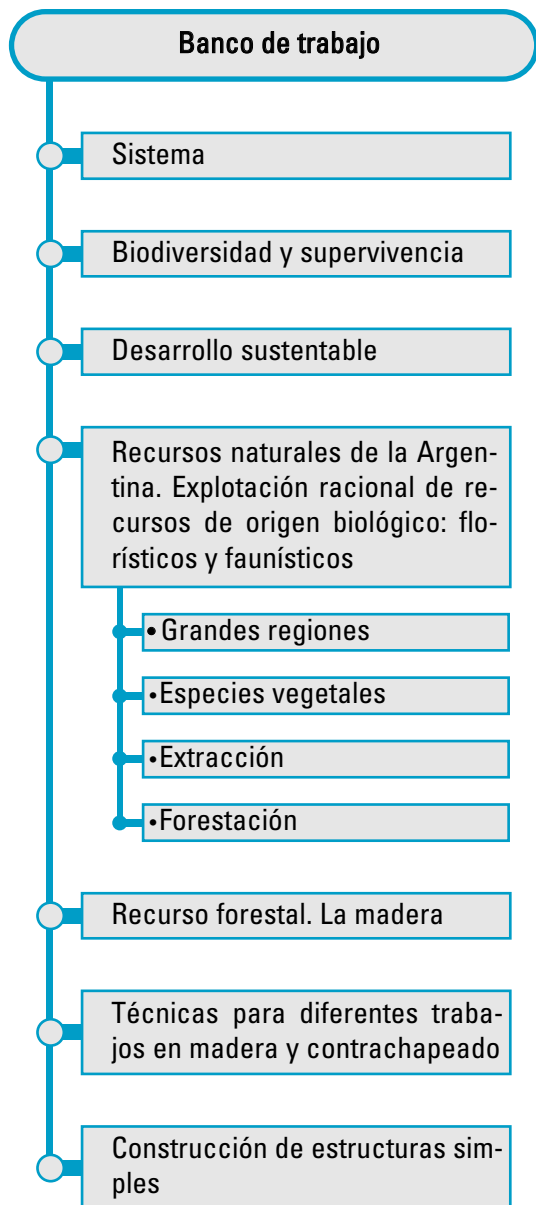 Banco de trabajo
Sistema
Biodiversidad y supervivencia
Desarrollo sustentable
Recursos naturales de la Argen-
tina. Explotación racional de re-
cursos de origen biológico: flo-
rísticos y faunísticos
• Grandes regiones
•Especies vegetales
•Extracción
•Forestación
Recurso forestal. La madera
Técnicas para diferentes traba-
jos en madera y contrachapeado
Construcción de estructuras sim-
ples